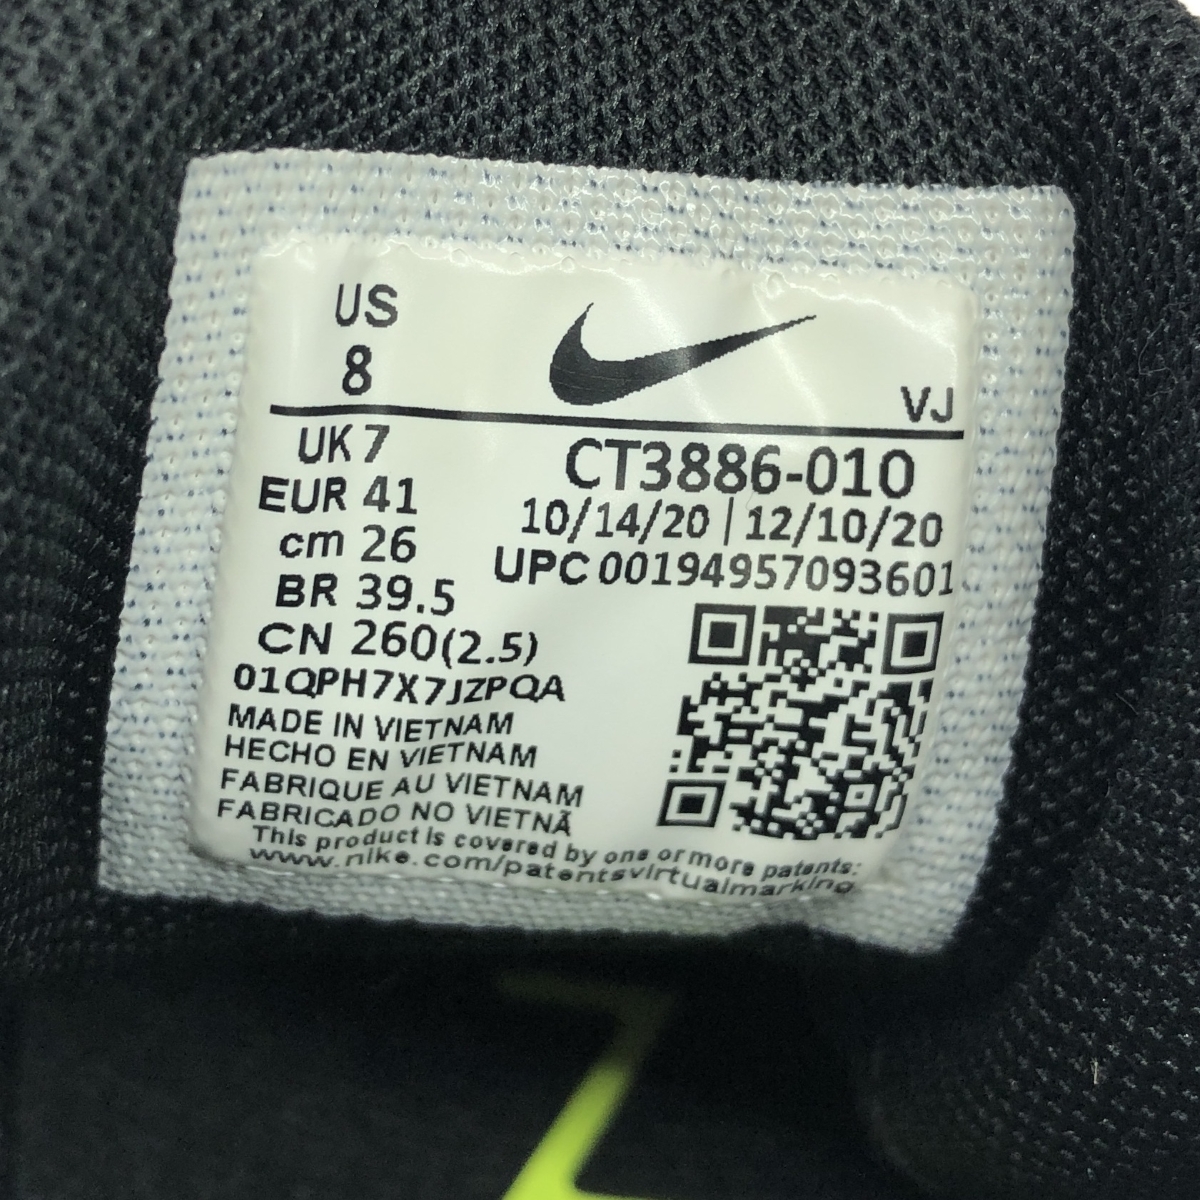 US
8
VJ
UK 7
EUR 41
cm 26
BR 39.5
CN 260(2.5)
01QPH7X7JZPQA
MADE IN VIETNAM
HECHO EN VIETNAM
FABRIQUE AU VIETNAM
FABRICADO NO VIETNÃ
CT3886-010
10/14/20 | 12/10/20
UPC 00194957093601
This product is covered by one or more patents:
www.nike.com/patentsvirtualmarking